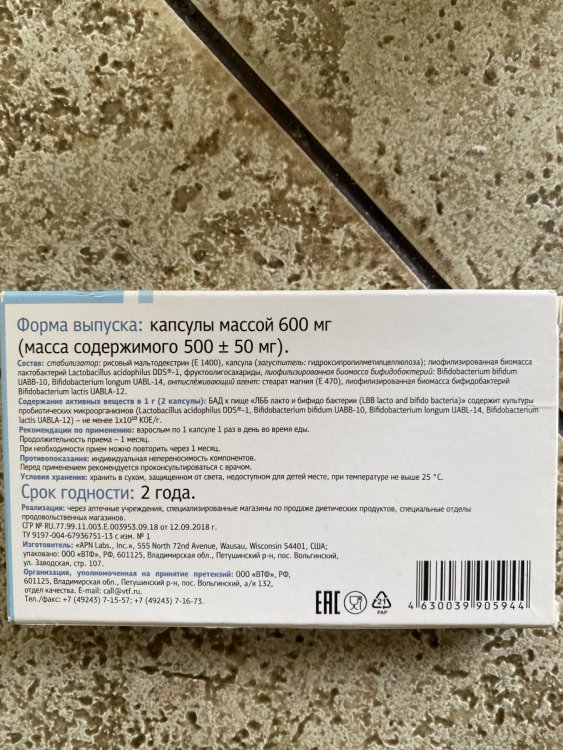 Форма выпуска: капсулы массой 600 мг
(масса содержимого 500 ± 50 мг).
Состав: стабилизатор: рисовый мальтодекстрин (Е 1400), капсула (загуститель: гидроксипропилметилцеллюлоза); лиофилизированная биомасса
лактобактерий Lactobacillus acidophilus DDS®-1, фруктоолигосахариды, лиофилизированная биомасса бифидобактерий: Bifidobacterium bifidum
UABB-10, Bifidobacterium longum UABL-14, антислёживающий агент: стеарат магния (Е 470), лиофилизированная биомасса бифидобактерий
Bifidobacterium lactis UABLA-12.
Содержание активных веществ в 1 г (2 капсулы): БАД к пище «ЛББ лакто и бифидо бактерии (LBB lacto and bifido bacteria)» содержит культуры
пробиотических микроорганизмов (Lactobacillus acidophilus DDS®-1, Bifidobacterium bifidum UABB-10, Bifidobacterium longum UABL-14, Bifidobacterium
lactis UABLA-12) – не менее 1х10¹⁰ КОЕ/г.
Рекомендации по применению: взрослым по 1 капсуле 1 раз в день во время еды.
Продолжительность приема – 1 месяц.
При необходимости прием можно повторить через 1 месяц.
Противопоказания: индивидуальная непереносимость компонентов.
Перед применением рекомендуется проконсультироваться с врачом.
Условия хранения: хранить в сухом, защищенном от света, недоступном для детей месте, при температуре не выше 25 °С.
Срок годности: 2 года.
Реализация: через аптечные учреждения, специализированные магазины по продаже диетических продуктов, специальные отделы
продовольственных магазинов.
СГР № RU.77.99.11.003.Е.003953.09.18 от 12.09.2018 г.
ТУ 9197-004-67936751-13 с изм. № 1
Изготовитель: «APN Labs., Inc.», 555 North 72nd Avenue, Wausau, Wisconsin 54401, США;
упаковано: ООО «ВТФ», РФ, 601125, Владимирская обл., Петушинский р-н, пос. Вольгинский,
ул. Заводская, стр. 107.
Организация, уполномоченная на принятие претензий: ООО «ВТФ», РФ,
601125, Владимирская обл., Петушинский р-н, пос. Вольгинский, а/я 132,
отдел качества. E-mail: call@vtf.ru.
Тел./факс: +7 (49243) 7-15-57; +7 (49243) 7-16-73.
ЕАС
PAP
4 630039 905944